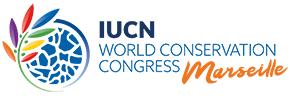 IUCN
WORLD CONSERVATION
CONGRESS Marseille